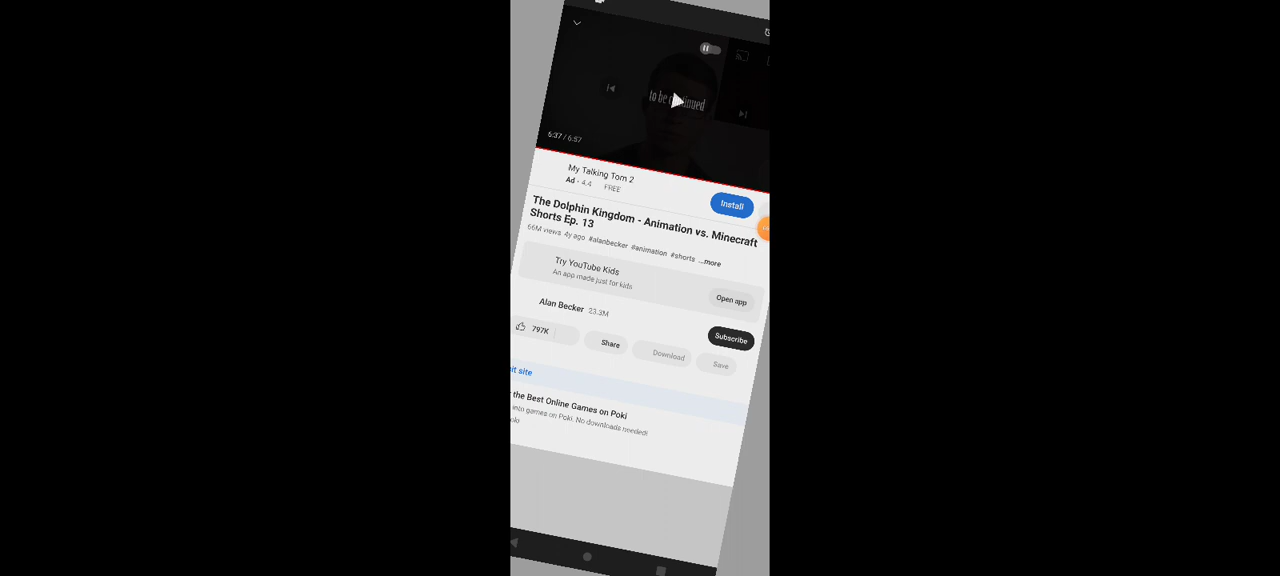 to be continued
6:37 / 6:57
My Talking Tom 2
Ad • 4.4 FREE
Install
The Dolphin Kingdom - Animation vs. Minecraft
Shorts Ep. 13
66M views 4y ago #alanbecker #animation #shorts ...more
Try YouTube Kids
An app made just for kids
Open app
Alan Becker 23.3M
Subscribe
797K
Share
Download
Save
it site
the Best Online Games on Poki
into games on Poki. No downloads needed!